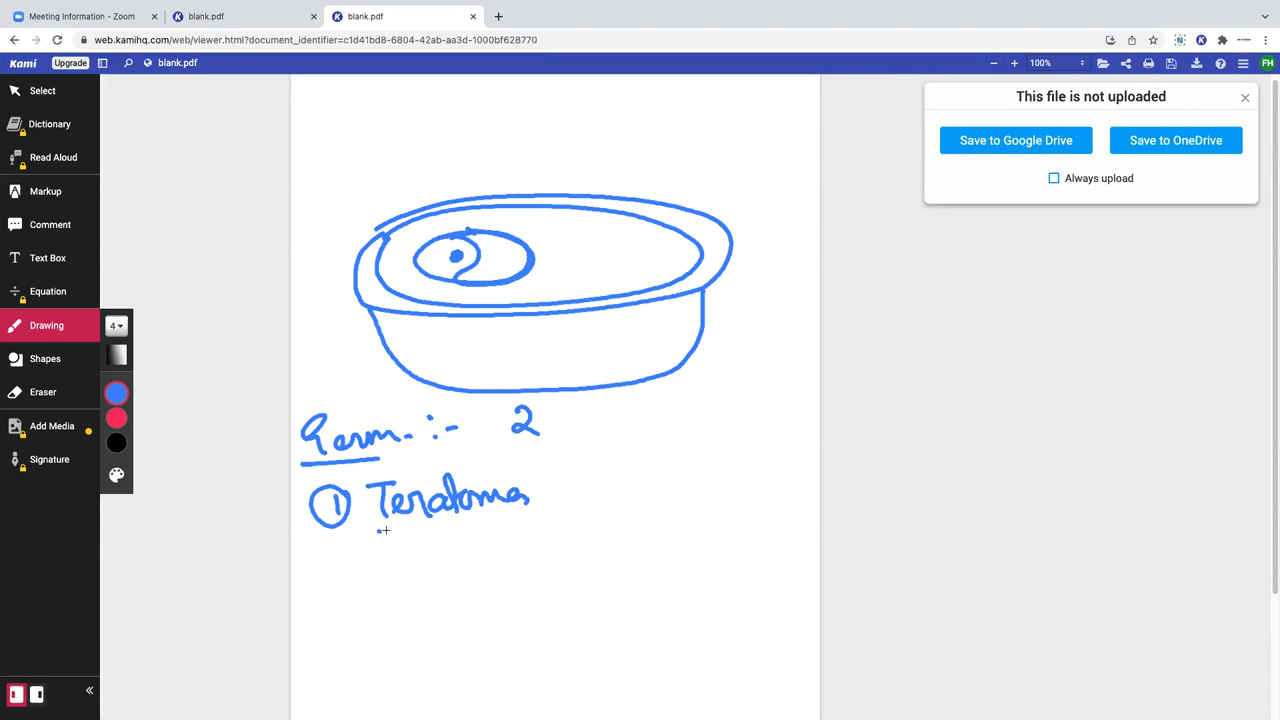 Meeting Information - Zoom
blank.pdf
blank.pdf
web.kamihq.com/web/viewer.html?document_identifier=c1d41bd8-6804-42ab-aa3d-1000bf628770
Kami
Upgrade
blank.pdf
100%
FH
Select
Dictionary
Read Aloud
Markup
Comment
Text Box
Equation
Drawing
4
Shapes
Eraser
Add Media
Signature
This file is not uploaded
Save to Google Drive
Save to OneDrive
Always upload
Germ- :- 2
① Teratomas